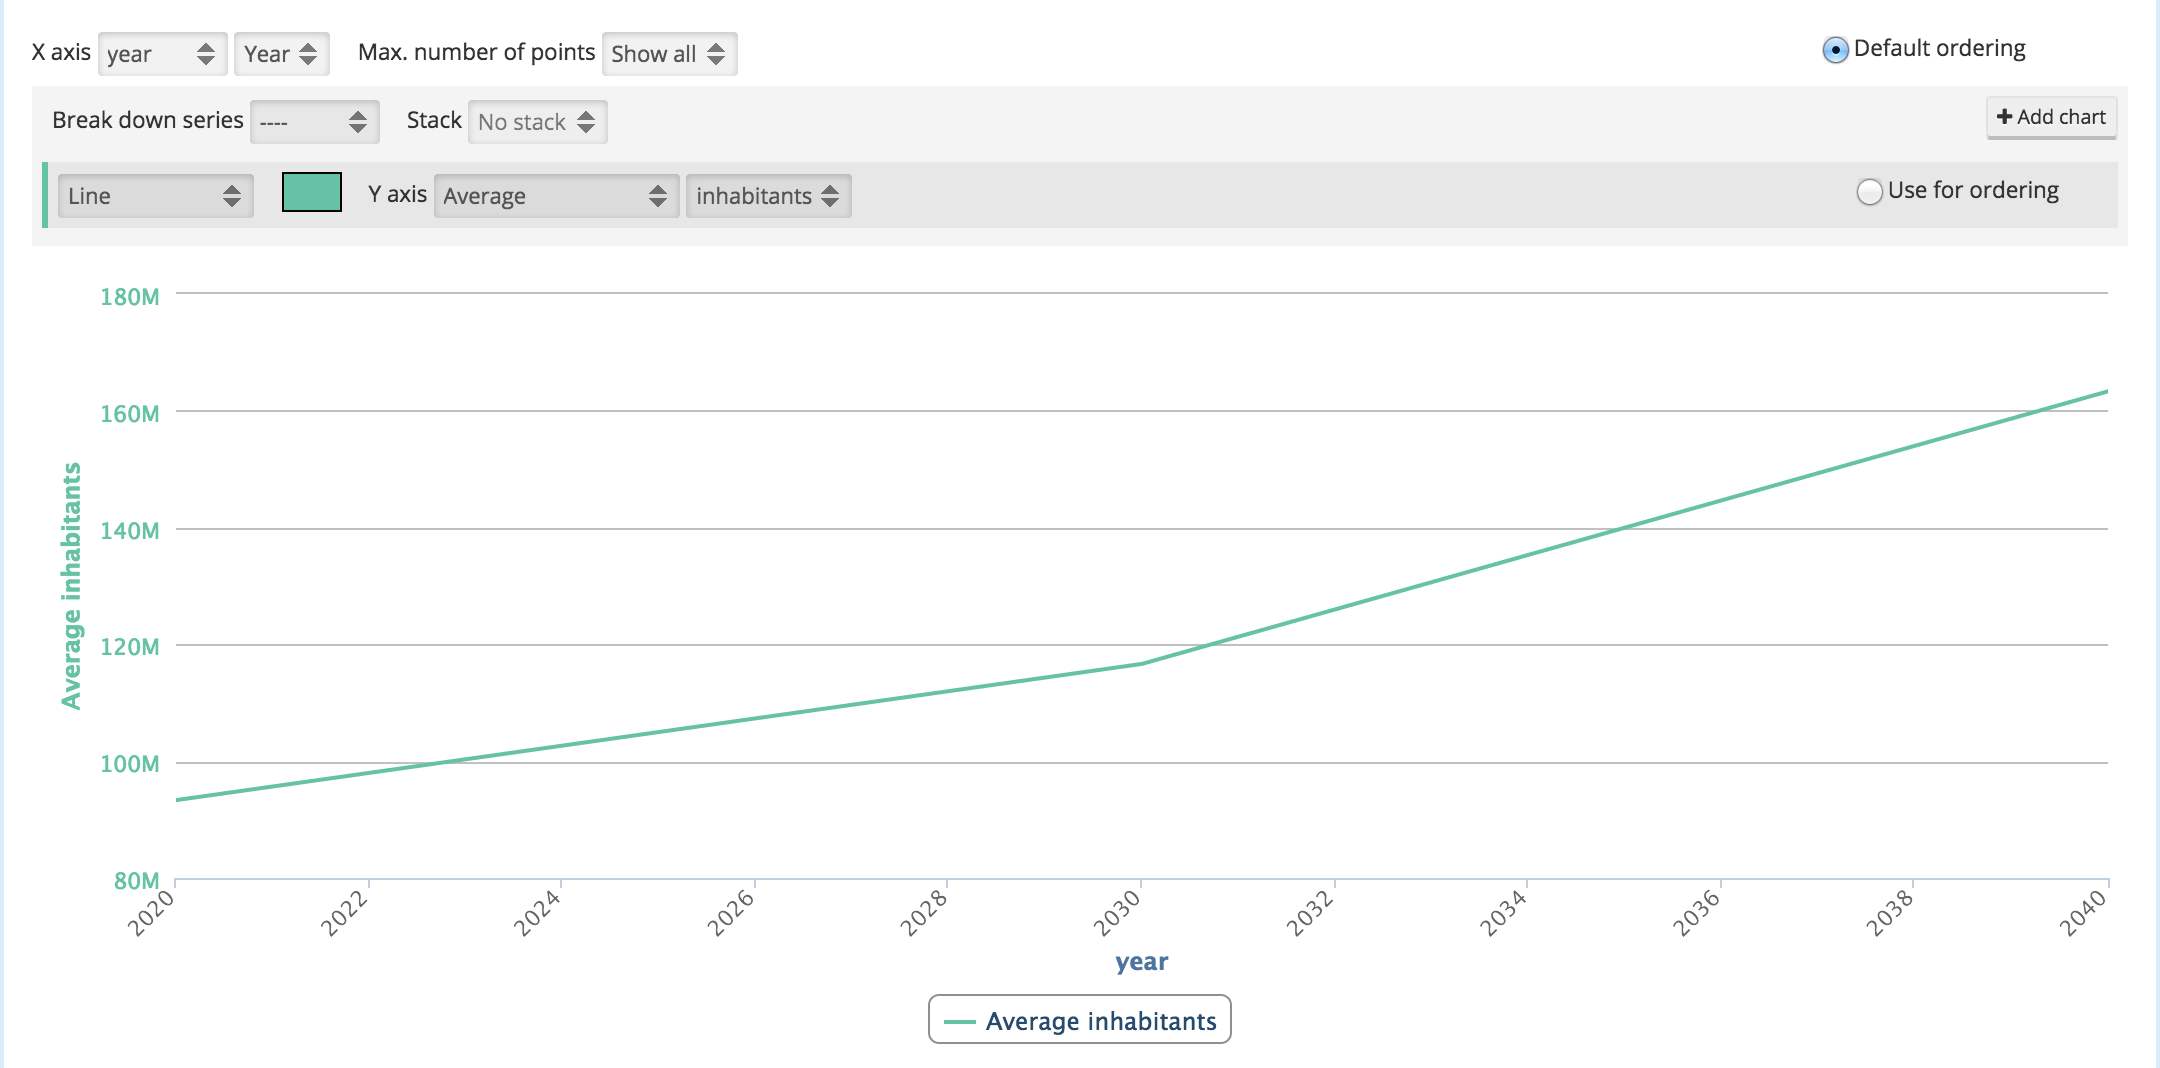 X axis year Year Max. number of points Show all Default ordering
Break down series ---- Stack No stack + Add chart
Line Y axis Average inhabitants Use for ordering
180M
160M
140M
120M
100M
80M
Average inhabitants
2020 2022 2024 2026 2028 2030 2032 2034 2036 2038 2040
year
Average inhabitants